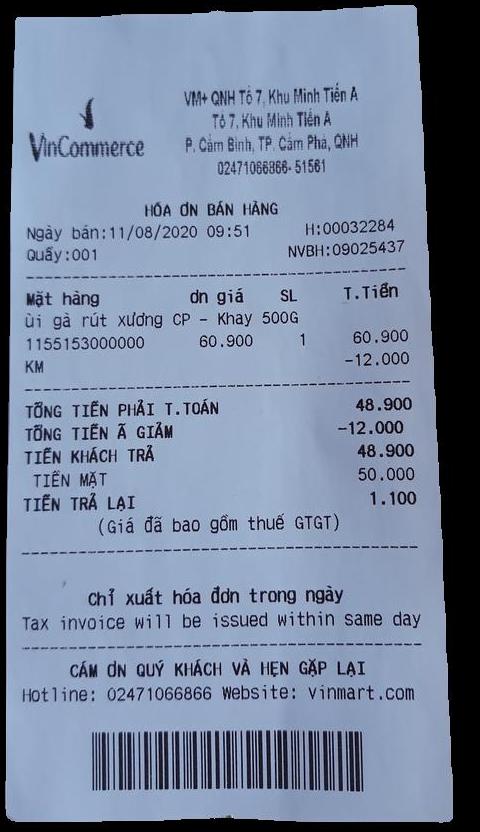 VinCommerce
VM+ QNH Tổ 7, Khu Minh Tiến A
Tổ 7, Khu Minh Tiến A
P. Cẩm Bình, TP. Cẩm Phả, QNH
02471066866-51561
HÓA ƠN BÁN HÀNG
Ngày bán:11/08/2020 09:51 H:00032284
Quầy:001 NVBH:09025437
Mặt hàng ơn giá SL T.Tiền
ùi gà rút xương CP - Khay 500G
1155153000000 60.900 1 60.900
KM -12.000
TỔNG TIỀN PHẢI T.TOÁN 48.900
TỔNG TIỀN Ã GIẢM -12.000
TIỀN KHÁCH TRẢ 48.900
TIỀN MẶT 50.000
TIỀN TRẢ LẠI 1.100
(Giá đã bao gồm thuế GTGT)
Chỉ xuất hóa đơn trong ngày
Tax invoice will be issued within same day
CÁM ƠN QUÝ KHÁCH VÀ HẸN GẶP LẠI
Hotline: 02471066866 Website: vinmart.com